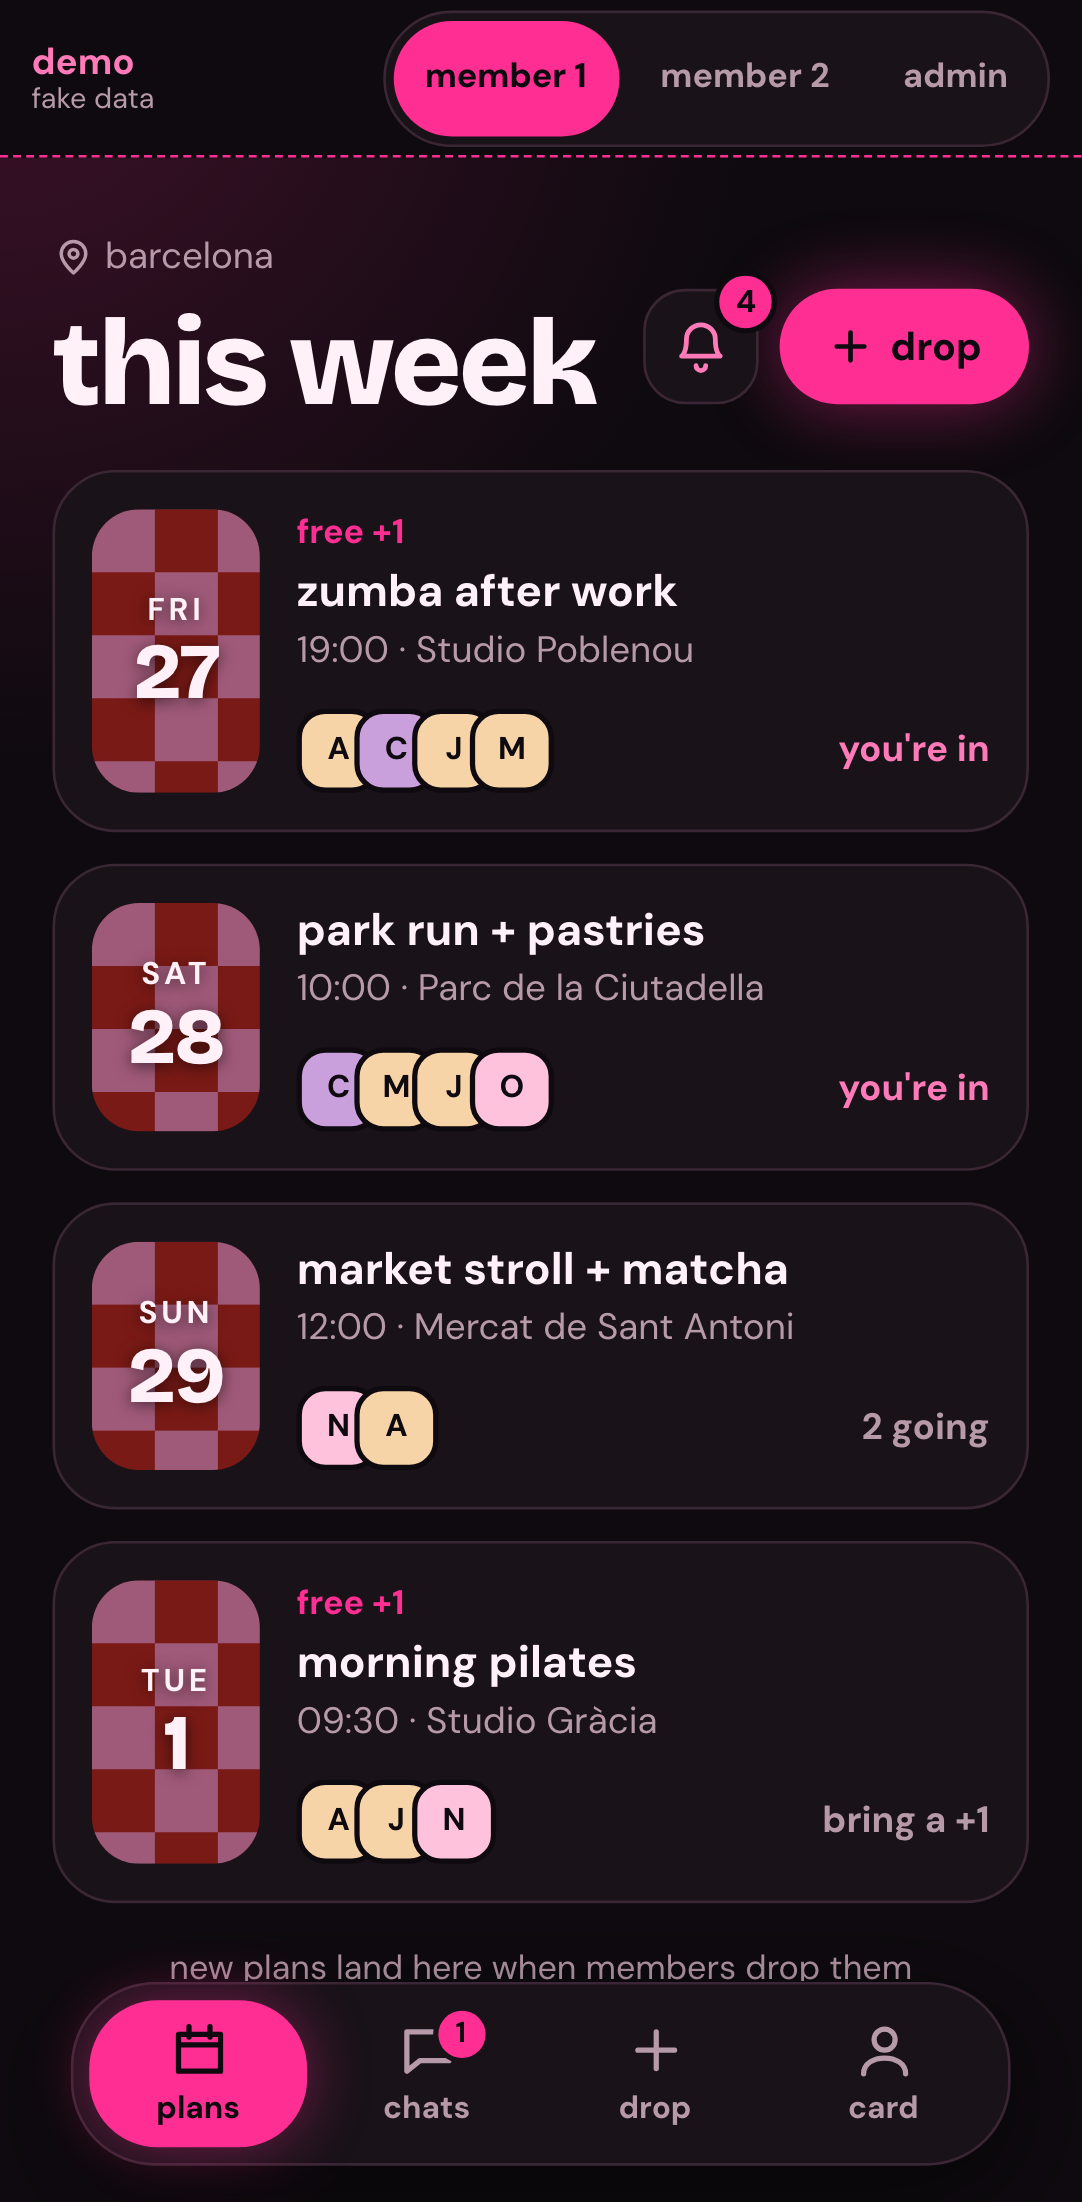 demo
fake data
member 1
member 2
admin
barcelona
this week
4
+ drop
FRI
27
free +1
zumba after work
19:00 · Studio Poblenou
A C J M
you're in
SAT
28
park run + pastries
10:00 · Parc de la Ciutadella
C M J O
you're in
SUN
29
market stroll + matcha
12:00 · Mercat de Sant Antoni
N A
2 going
TUE
1
free +1
morning pilates
09:30 · Studio Gràcia
A J N
bring a +1
new plans land here when members drop them
1
plans
chats
drop
card